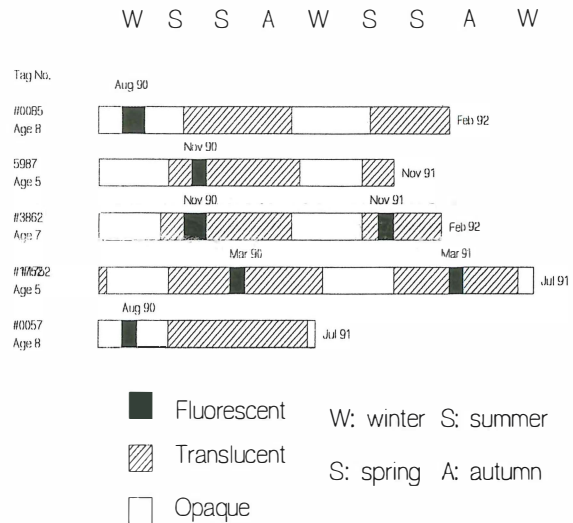 W S S A W S S A W
Tag No.
Aug 90
#0085
Age 8
Feb 92
Nov 90
5987
Age 5
Nov 91
Nov 90 Nov 91
#3862
Age 7
Feb 92
Mar 90 Mar 91
Age 5
Jul 91
Aug 90
#0057
Age 8
Jul 91
Fluorescent
Translucent
Opaque
W: winter S: summer
S: spring A: autumn